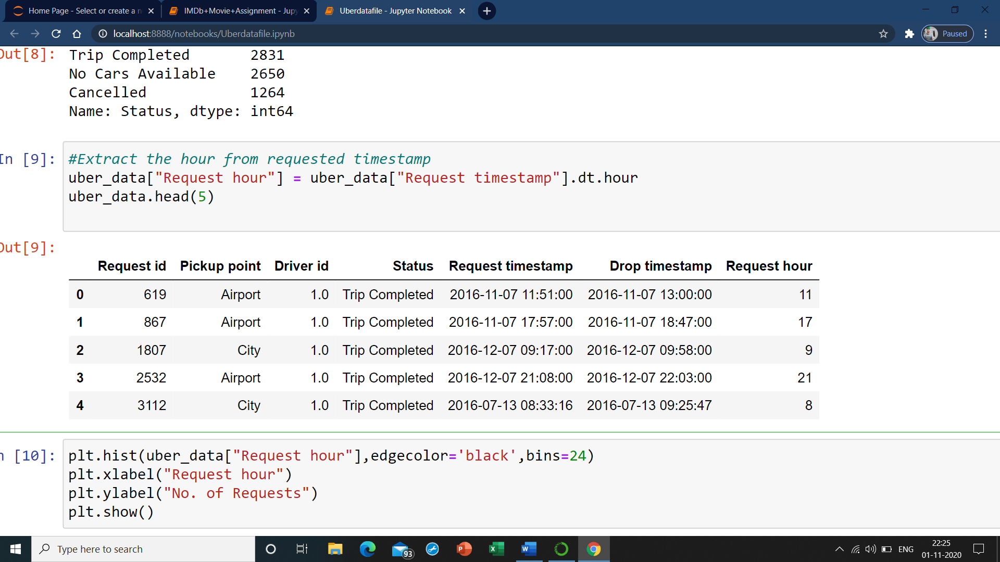 Home Page - Select or create a n
IMDb+Movie+Assignment - Jupy
Uberdatafile - Jupyter Notebook
localhost:8888/notebooks/Uberdatafile.ipynb
Paused
Out[8]:
Trip Completed 2831
No Cars Available 2650
Cancelled 1264
Name: Status, dtype: int64
In [9]:
#Extract the hour from requested timestamp
uber_data["Request hour"] = uber_data["Request timestamp"].dt.hour
uber_data.head(5)
Out[9]:
Request id Pickup point Driver id Status Request timestamp Drop timestamp Request hour
0 619 Airport 1.0 Trip Completed 2016-11-07 11:51:00 2016-11-07 13:00:00 11
1 867 Airport 1.0 Trip Completed 2016-11-07 17:57:00 2016-11-07 18:47:00 17
2 1807 City 1.0 Trip Completed 2016-12-07 09:17:00 2016-12-07 09:58:00 9
3 2532 Airport 1.0 Trip Completed 2016-12-07 21:08:00 2016-12-07 22:03:00 21
4 3112 City 1.0 Trip Completed 2016-07-13 08:33:16 2016-07-13 09:25:47 8
n [10]:
plt.hist(uber_data["Request hour"],edgecolor='black',bins=24)
plt.xlabel("Request hour")
plt.ylabel("No. of Requests")
plt.show()
Type here to search
93
ENG
22:25
01-11-2020